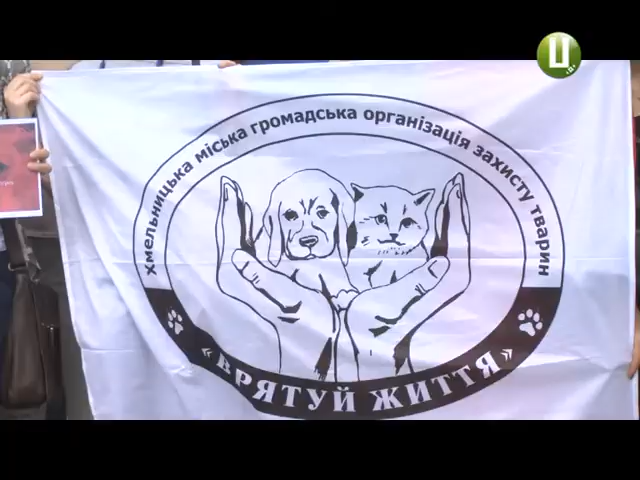 Ц
хмельницька міська громадська організація захисту тварин
«ВРЯТУЙ ЖИТТЯ»